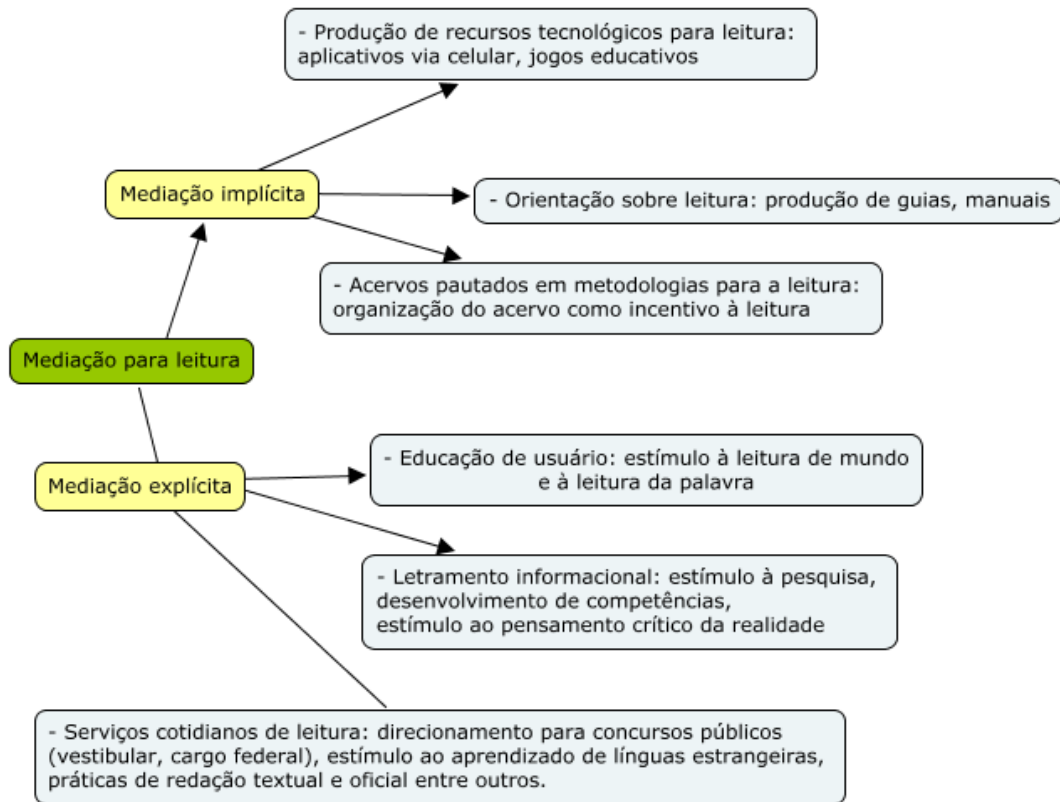 - Produção de recursos tecnológicos para leitura:
aplicativos via celular, jogos educativos
Mediação implícita
- Orientação sobre leitura: produção de guias, manuais
- Acervos pautados em metodologias para a leitura:
organização do acervo como incentivo à leitura
Mediação para leitura
- Educação de usuário: estímulo à leitura de mundo
e à leitura da palavra
Mediação explícita
- Letramento informacional: estímulo à pesquisa,
desenvolvimento de competências,
estímulo ao pensamento crítico da realidade
- Serviços cotidianos de leitura: direcionamento para concursos públicos
(vestibular, cargo federal), estímulo ao aprendizado de línguas estrangeiras,
práticas de redação textual e oficial entre outros.